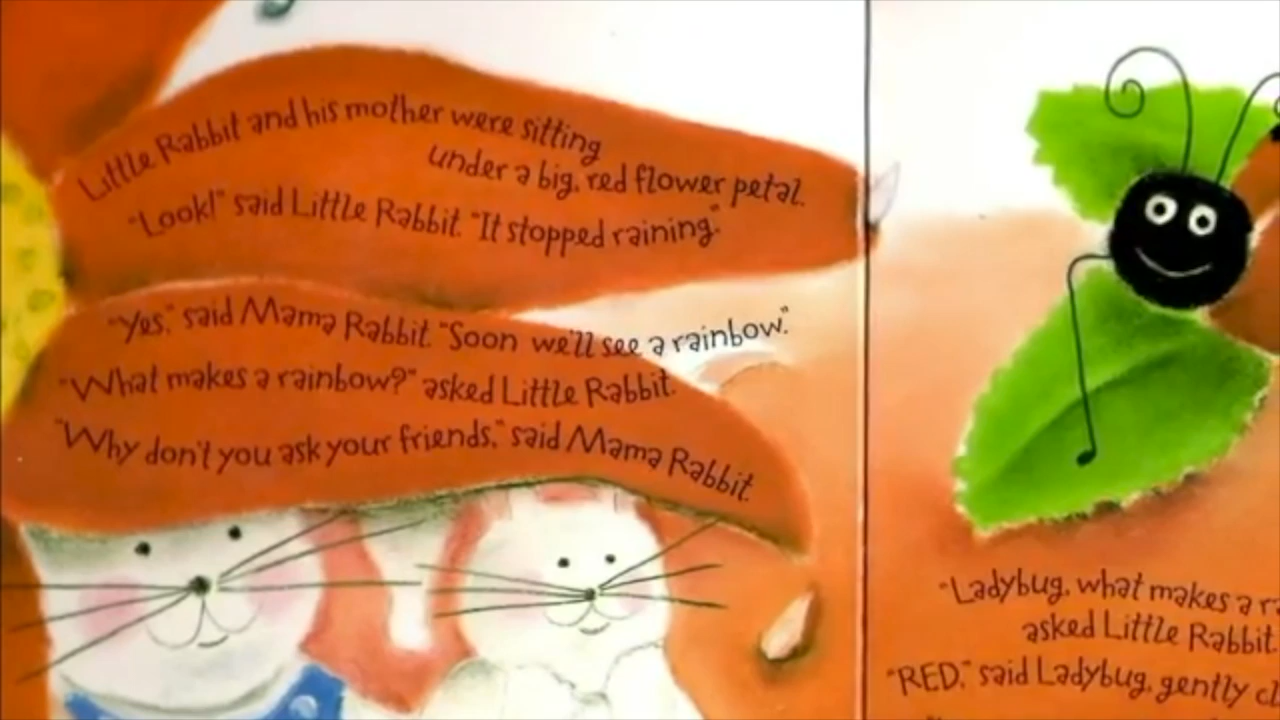 Little Rabbit and his mother were sitting
under a big, red flower petal.
"Look!" said Little Rabbit. "It stopped raining."
"Yes," said Mama Rabbit. "Soon we'll see a rainbow."
"What makes a rainbow?" asked Little Rabbit.
"Why don't you ask your friends," said Mama Rabbit.
"Ladybug, what makes a
asked Little Rabbit.
"RED," said Ladybug, gently